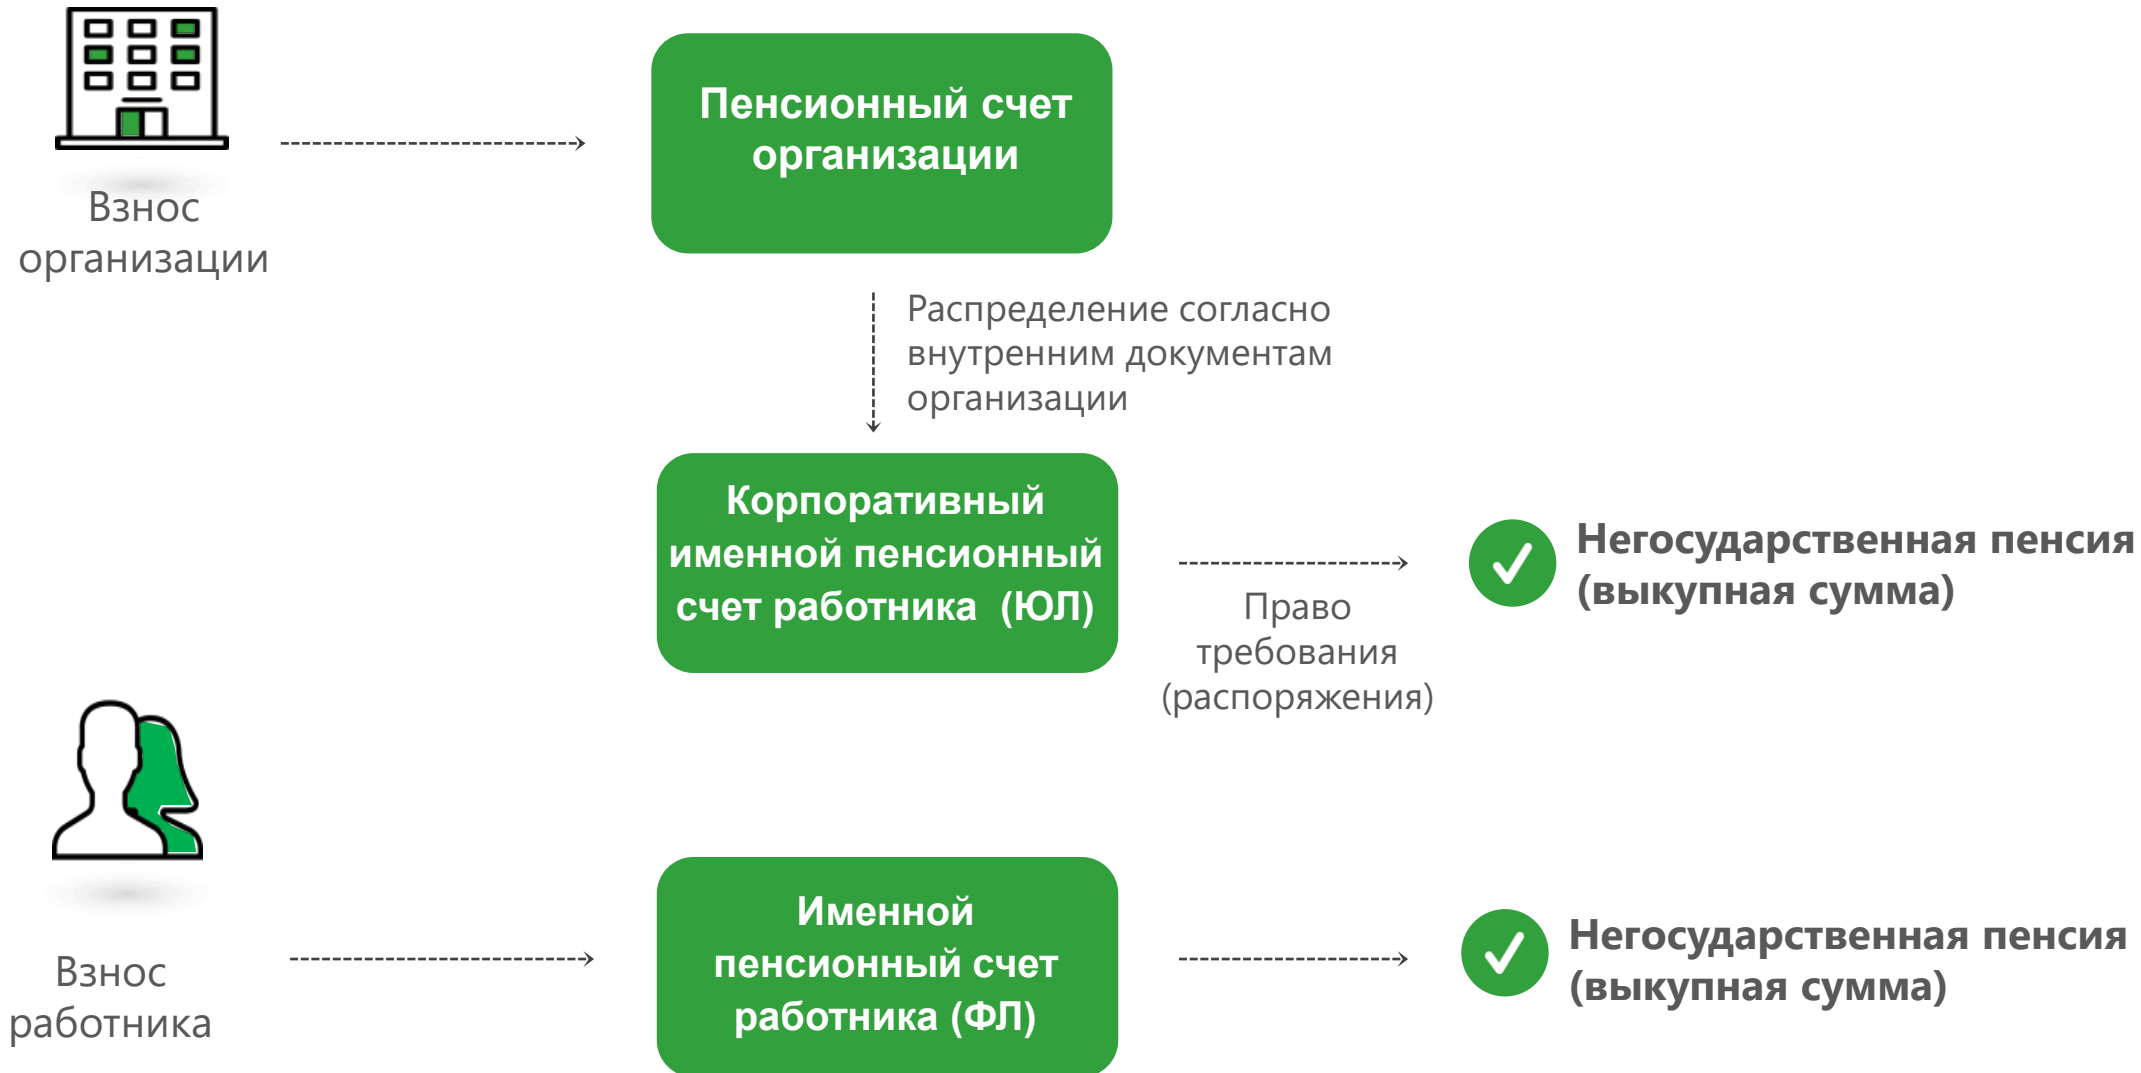 Взнос
организации
Пенсионный счет
организации
Распределение согласно
внутренним документам
организации
Корпоративный
именной пенсионный
счет работника (ЮЛ)
Право
требования
(распоряжения)
Негосударственная пенсия
(выкупная сумма)
Взнос
работника
Именной
пенсионный счет
работника (ФЛ)
Негосударственная пенсия
(выкупная сумма)